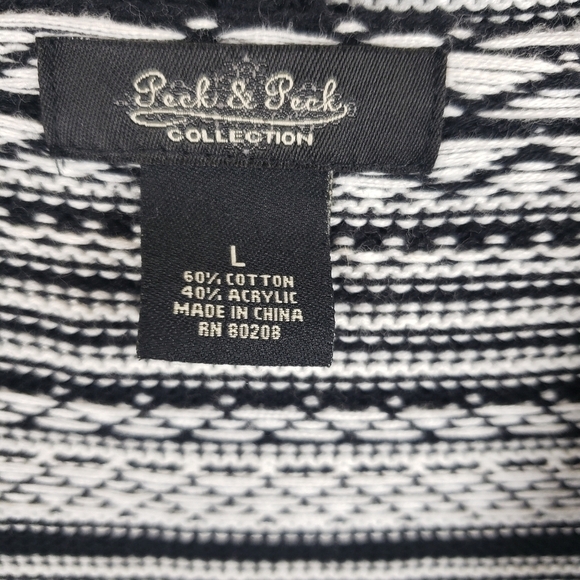 Peck & Peck
COLLECTION
L
60% COTTON
40% ACRYLIC
MADE IN CHINA
RN 80208